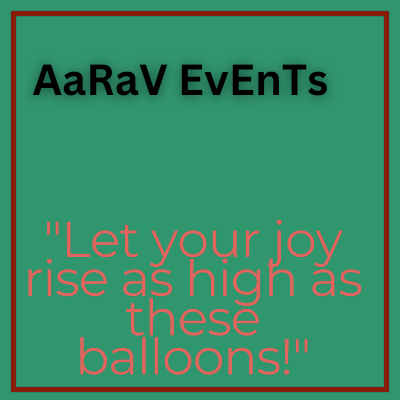 AaRaV EvEnTs
"Let your joy
rise as high as
these
balloons!"